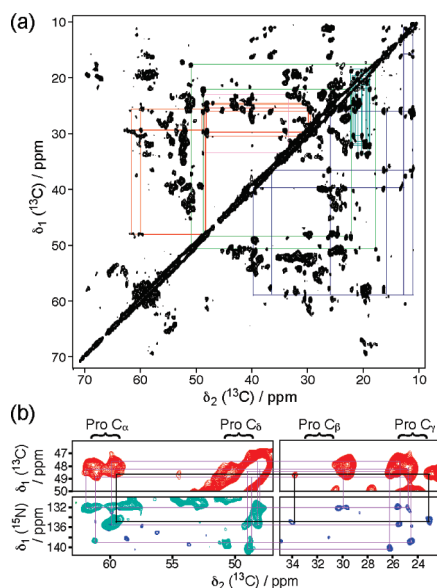 (a)
10
20
30
40
50
60
70
δ₁ (¹³C) / ppm
70 60 50 40 30 20 10
δ₂ (¹³C) / ppm
(b)
Pro Cα Pro Cδ Pro Cβ Pro Cγ
δ₁ (¹³C) / ppm
47
48
49
50
δ₁ (¹⁵N) / ppm
132
136
140
60 55 50 34 30 28 26 24
δ₂ (¹³C) / ppm